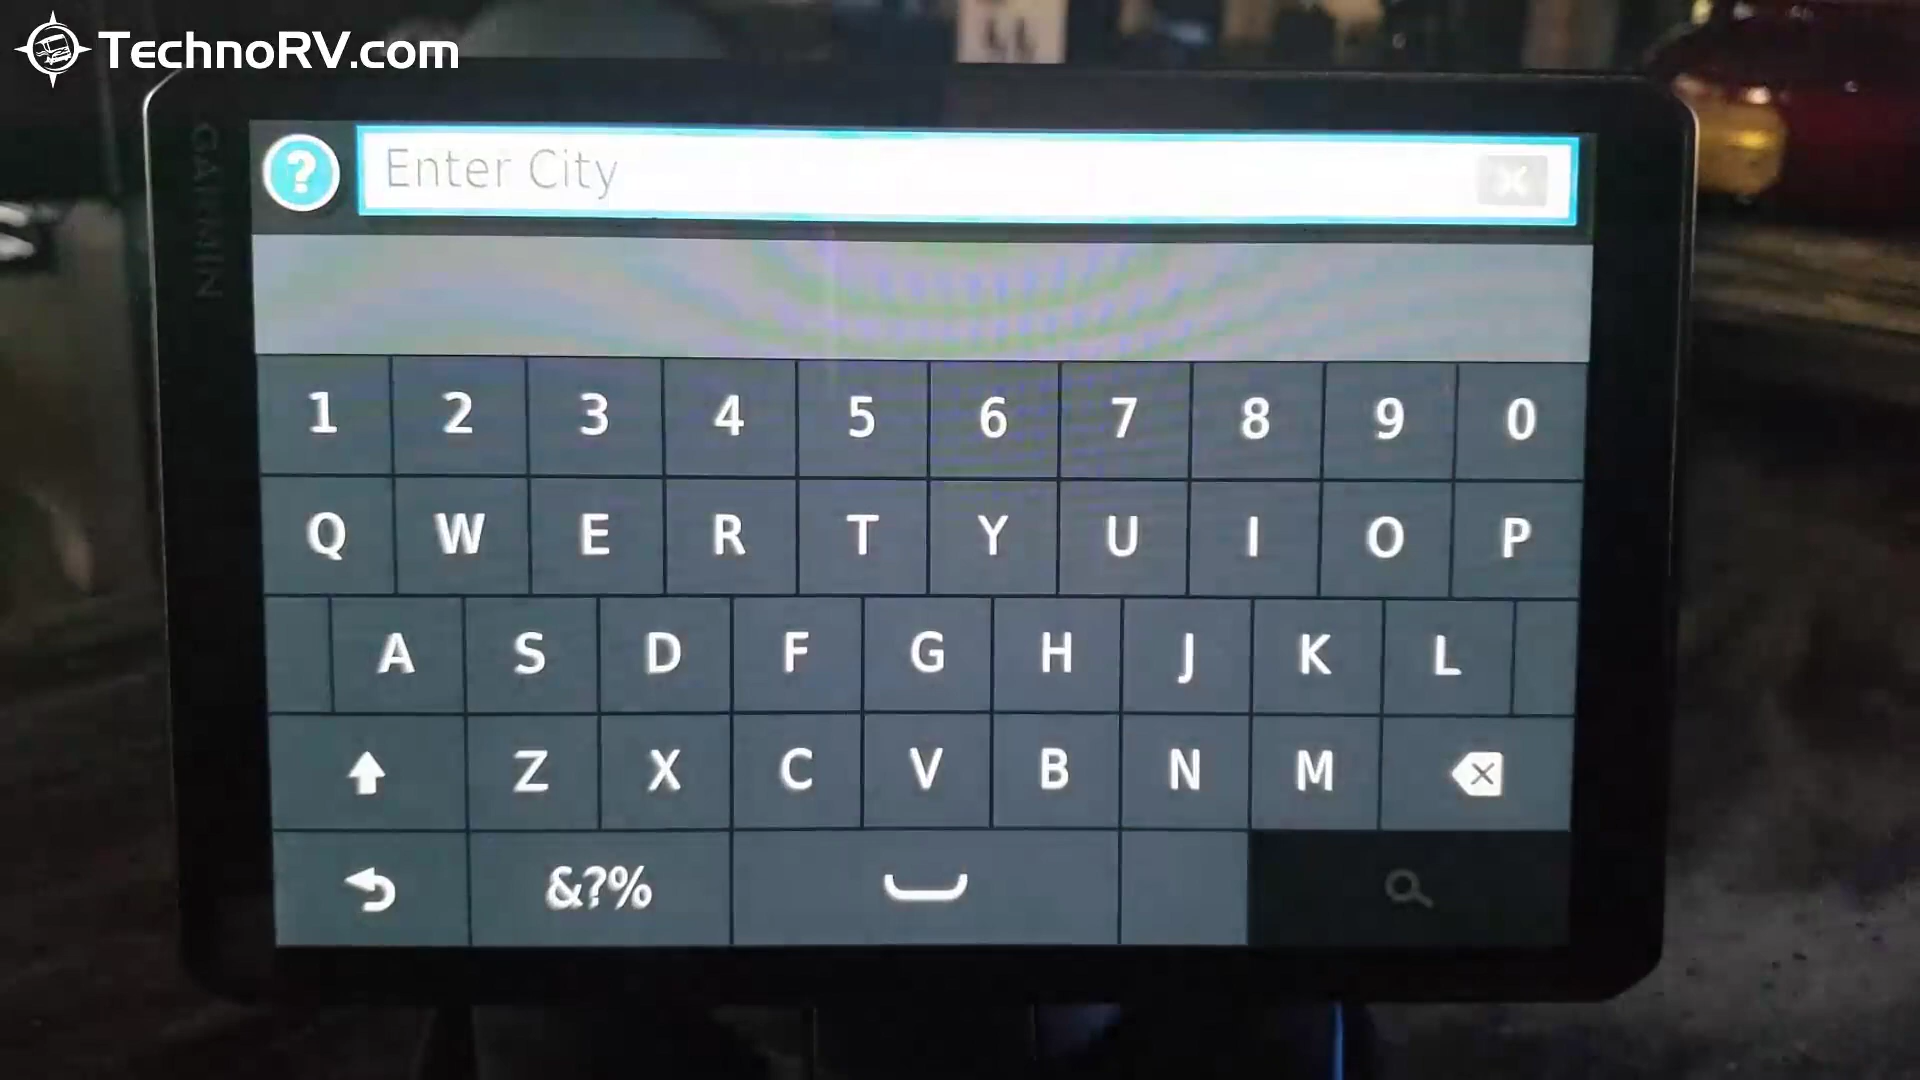 TechnoRV.com
GARMIN
? Enter City
1 2 3 4 5 6 7 8 9 0
Q W E R T Y U I O P
A S D F G H J K L
Z X C V B N M
&?%